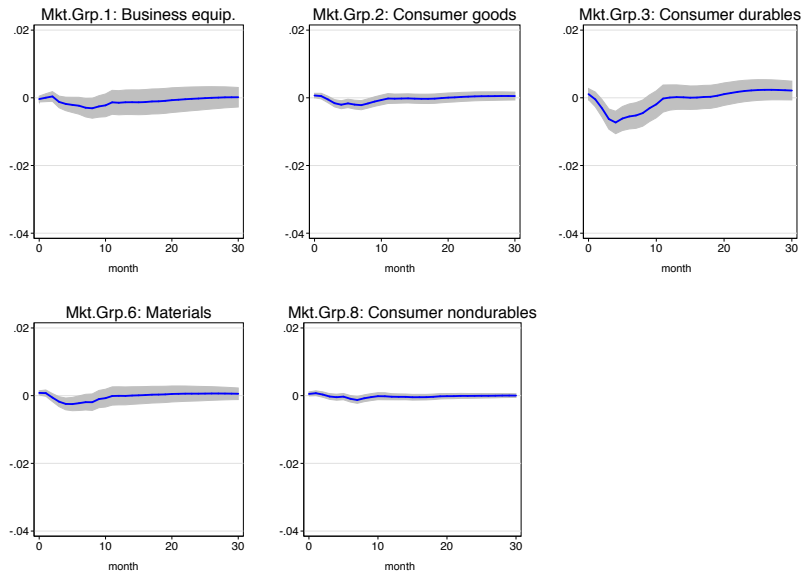 Mkt.Grp.1: Business equip.
.02
0
-.02
-.04
0 10 20 30
month
Mkt.Grp.2: Consumer goods
.02
0
-.02
-.04
0 10 20 30
month
Mkt.Grp.3: Consumer durables
.02
0
-.02
-.04
0 10 20 30
month
Mkt.Grp.6: Materials
.02
0
-.02
-.04
0 10 20 30
month
Mkt.Grp.8: Consumer nondurables
.02
0
-.02
-.04
0 10 20 30
month